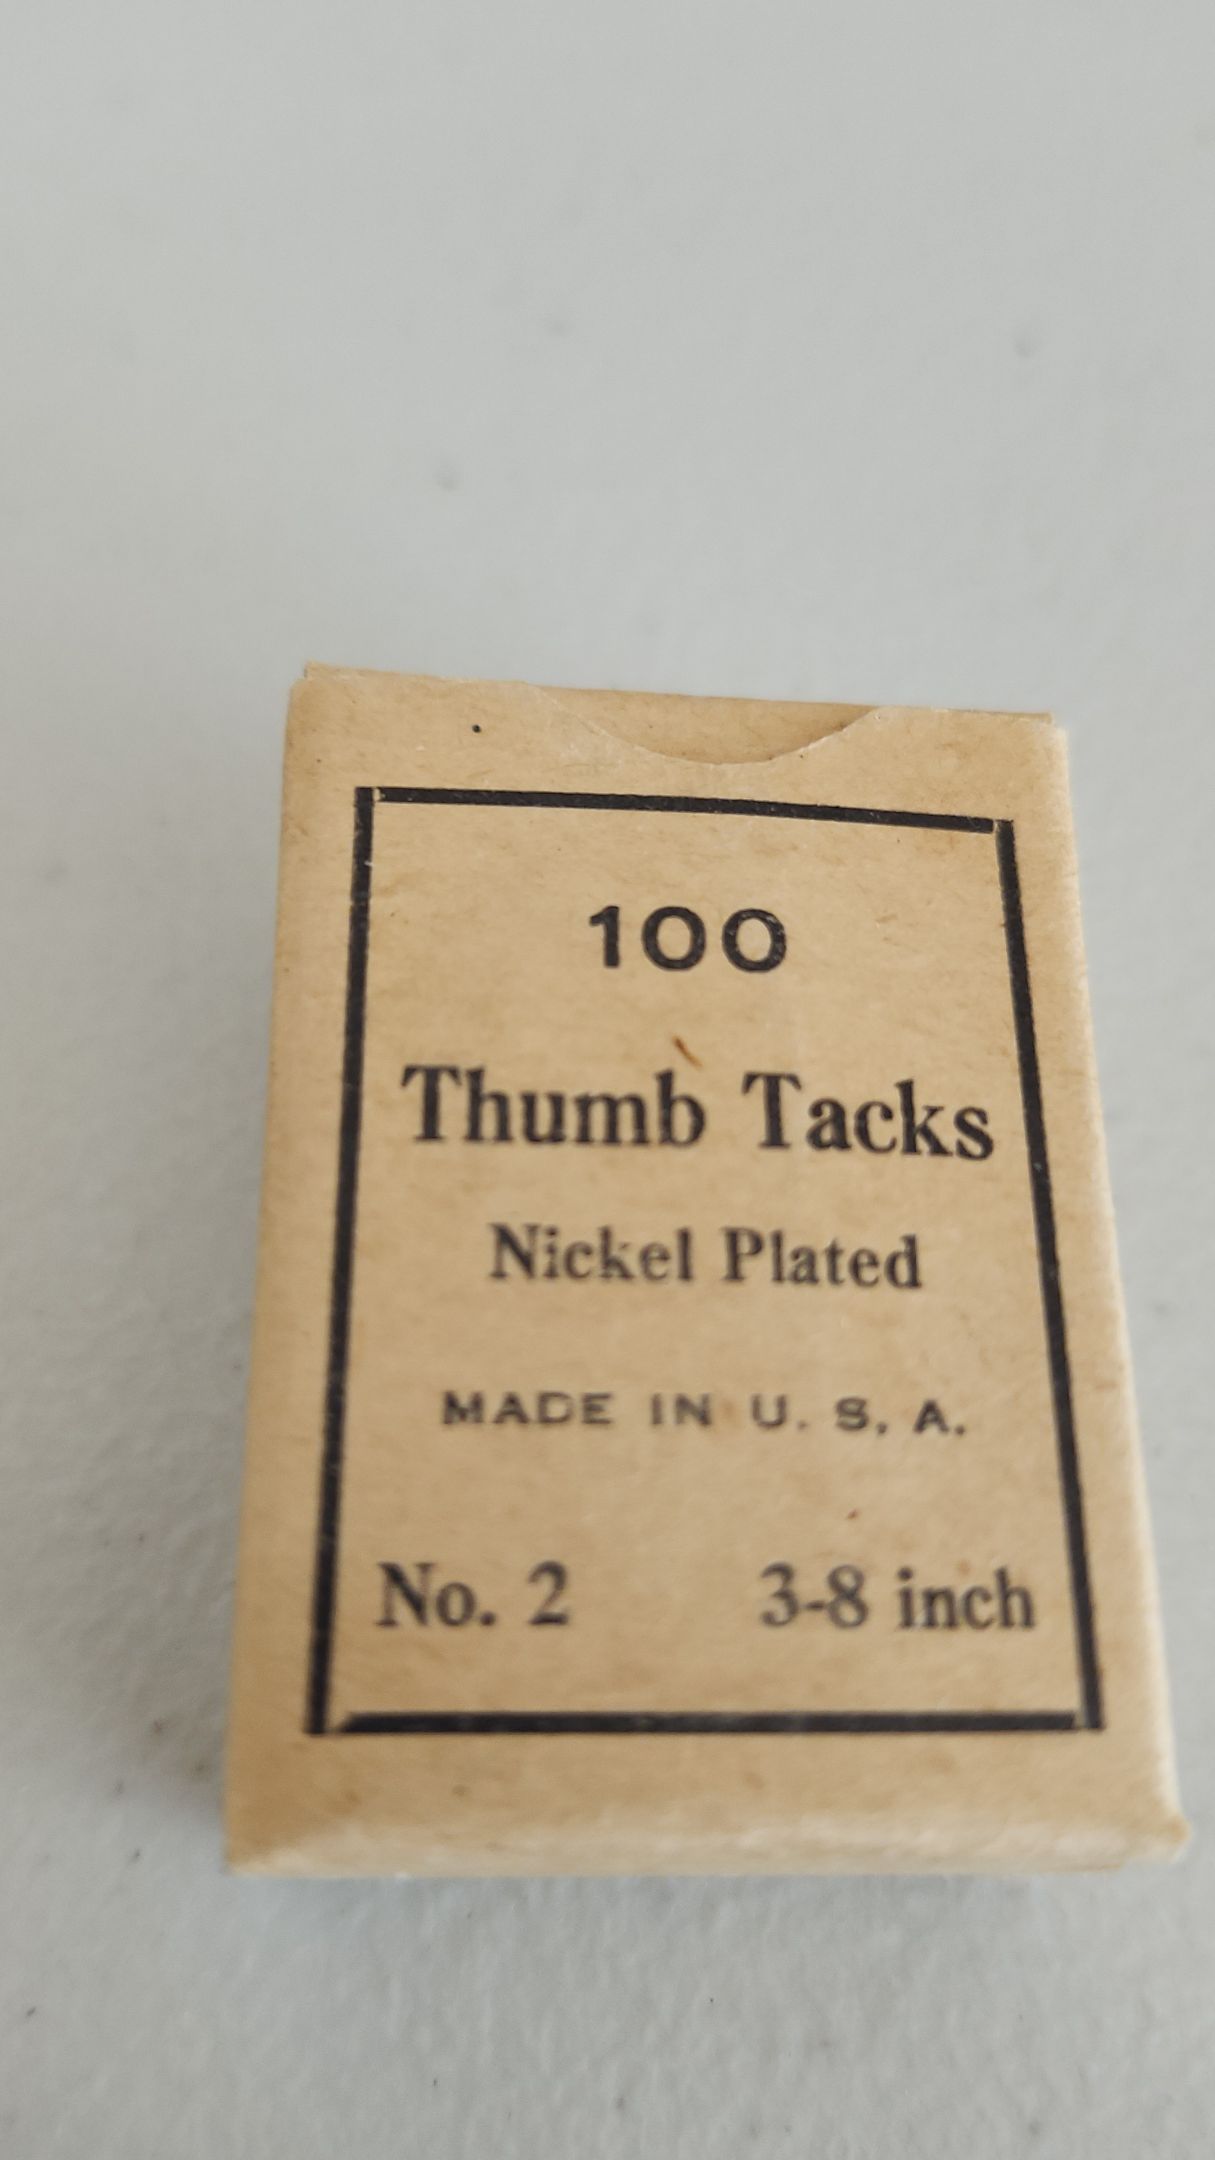 100
Thumb Tacks
Nickel Plated
MADE IN U. S. A.
No. 2 3-8 inch